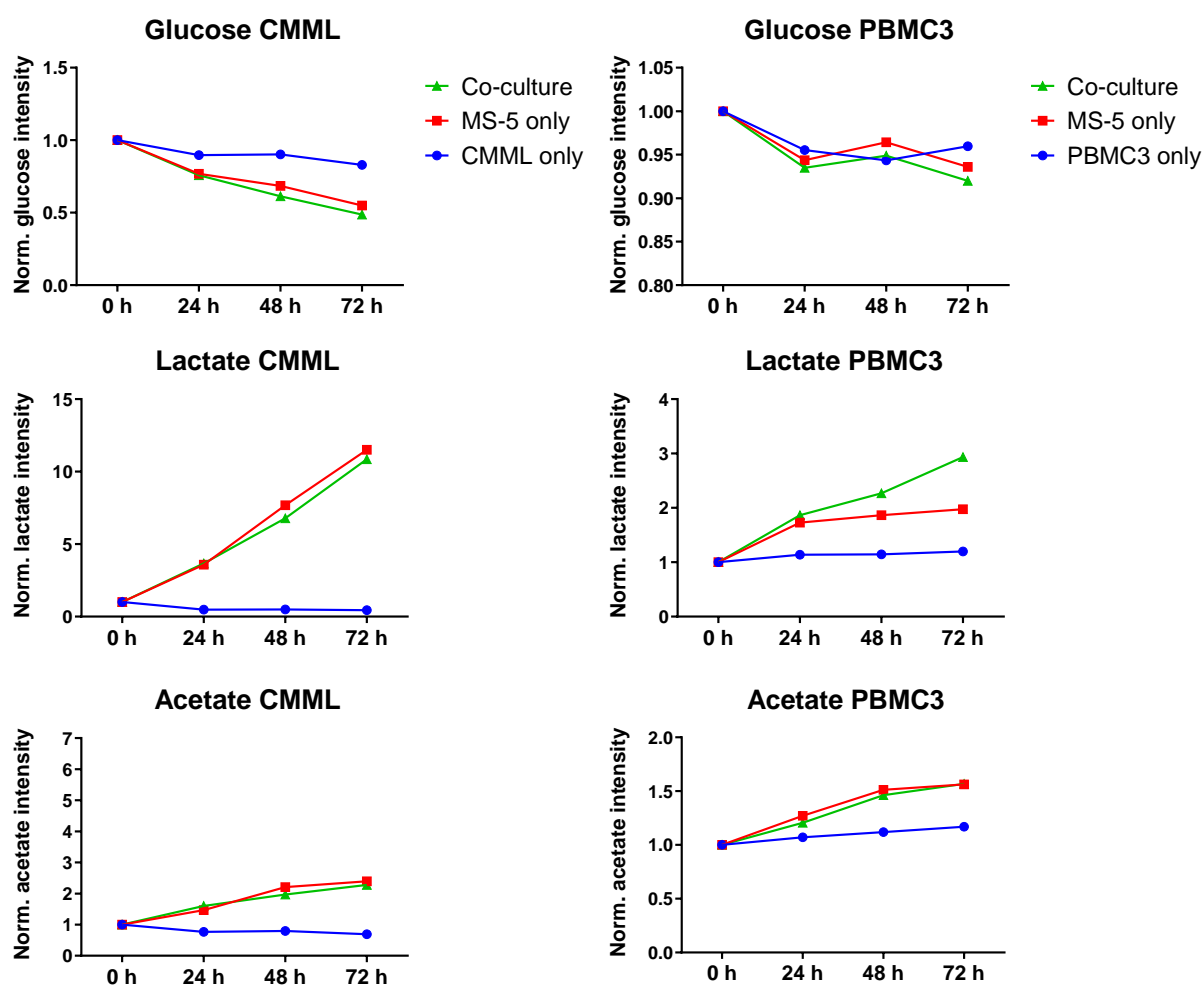 Glucose CMML
Norm. glucose intensity
1.5
1.0
0.5
0.0
0 h 24 h 48 h 72 h
Co-culture
MS-5 only
CMML only
Glucose PBMC3
Norm. glucose intensity
1.05
1.00
0.95
0.90
0.85
0.80
0 h 24 h 48 h 72 h
Co-culture
MS-5 only
PBMC3 only
Lactate CMML
Norm. lactate intensity
15
10
5
0
0 h 24 h 48 h 72 h
Lactate PBMC3
Norm. lactate intensity
4
3
2
1
0
0 h 24 h 48 h 72 h
Acetate CMML
Norm. acetate intensity
7
6
5
4
3
2
1
0
0 h 24 h 48 h 72 h
Acetate PBMC3
Norm. acetate intensity
2.0
1.5
1.0
0.5
0.0
0 h 24 h 48 h 72 h